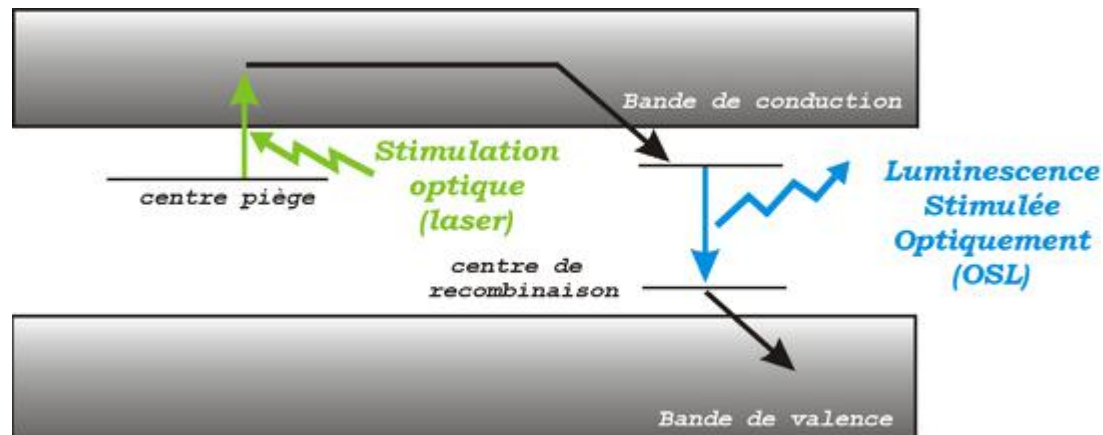 Bande de conduction
Stimulation
optique
(laser)
centre piège
Luminescence
Stimulée
Optiquement
(OSL)
centre de
recombinaison
Bande de valence